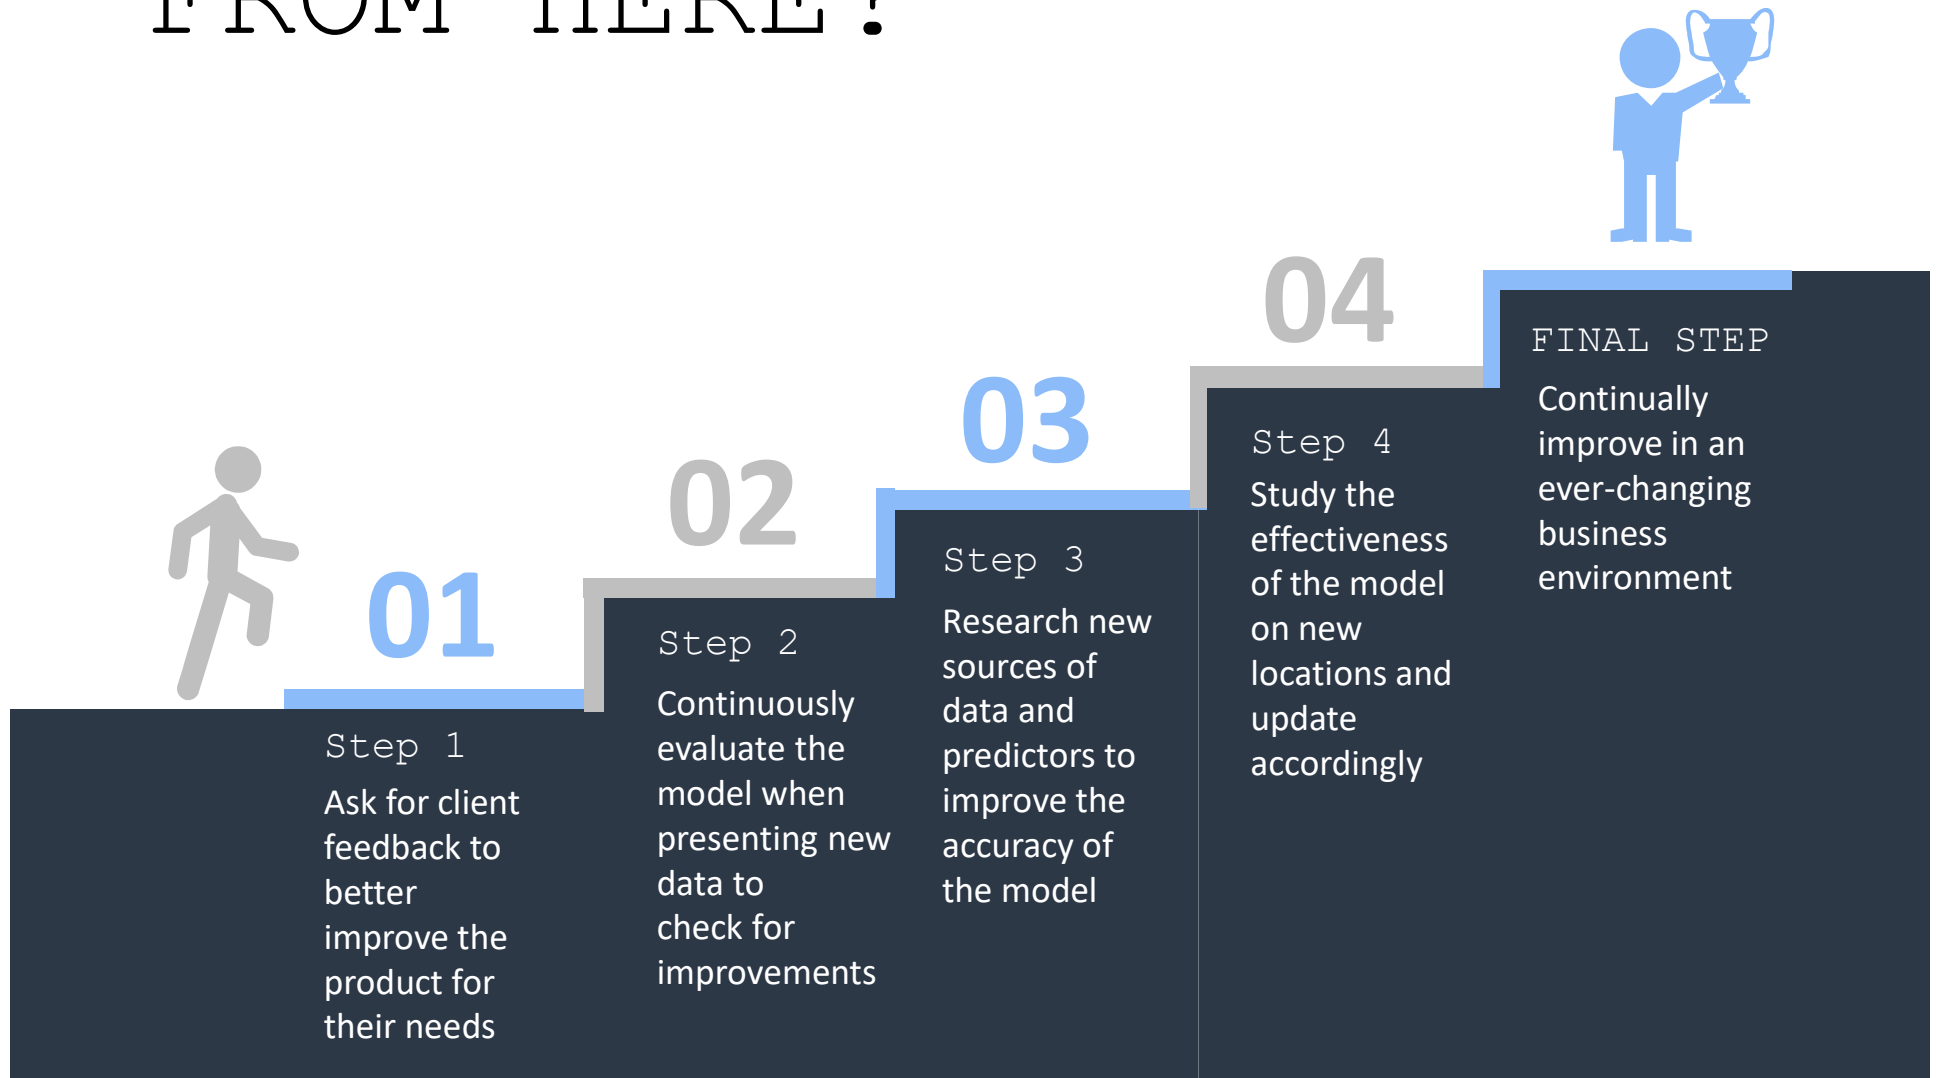 FROM HERE?
01
Step 1
Ask for client
feedback to
better
improve the
product for
their needs
02
Step 2
Continuously
evaluate the
model when
presenting new
data to
check for
improvements
03
Step 3
Research new
sources of
data and
predictors to
improve the
accuracy of
the model
04
Step 4
Study the
effectiveness
of the model
on new
locations and
update
accordingly
FINAL STEP
Continually
improve in an
ever-changing
business
environment